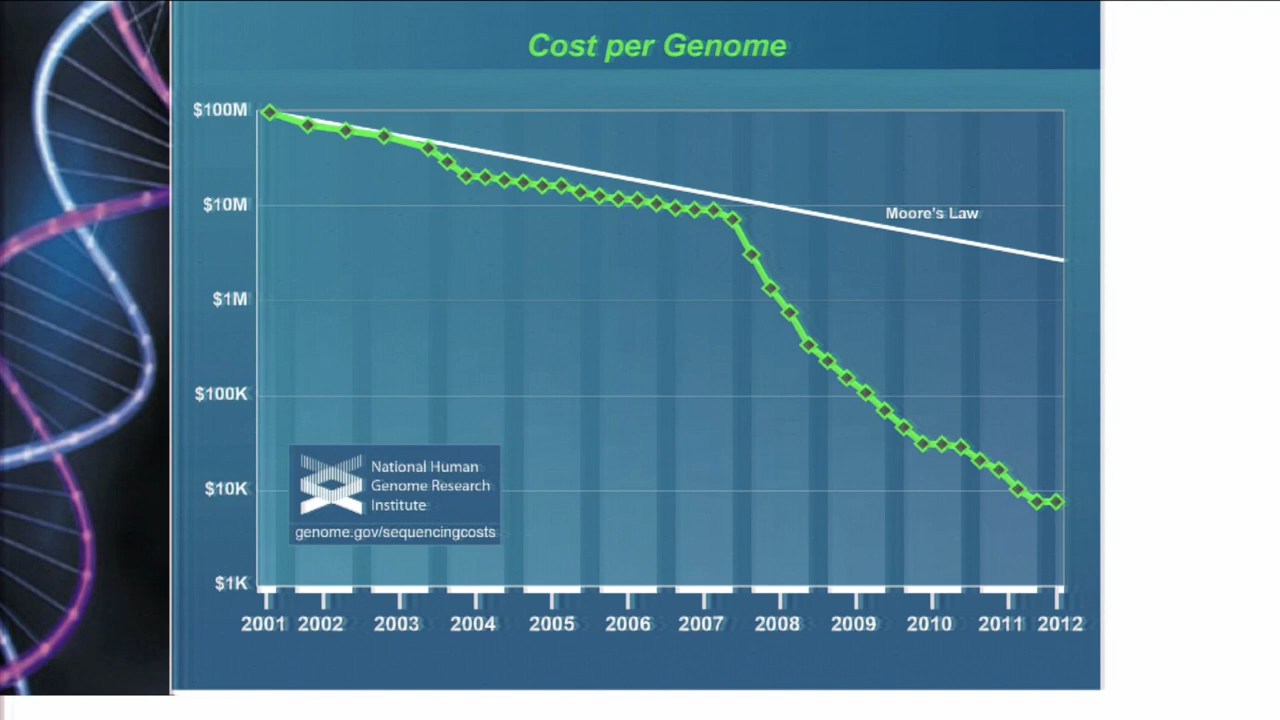 Cost per Genome
$100M
$10M
$1M
$100K
$10K
$1K
Moore's Law
National Human
Genome Research
Institute
genome.gov/sequencingcosts
2001 2002 2003 2004 2005 2006 2007 2008 2009 2010 2011 2012